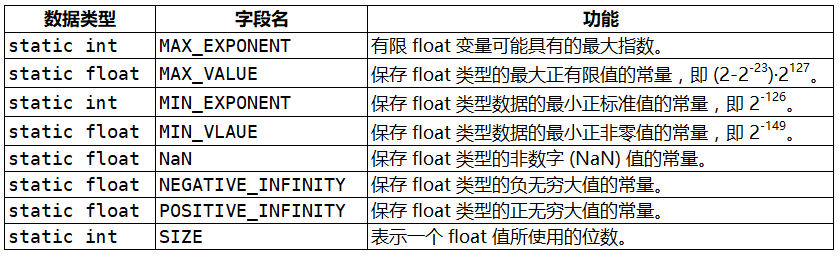 数据类型 字段名 功能
static int MAX_EXPONENT 有限 float 变量可能具有的最大指数。
static float MAX_VALUE 保存 float 类型的最大正有限值的常量，即 (2-2⁻²³)·2¹²⁷。
static int MIN_EXPONENT 保存 float 类型数据的最小正标准值的常量，即 2⁻¹²⁶。
static float MIN_VLAUE 保存 float 类型数据的最小正非零值的常量，即 2⁻¹⁴⁹。
static float NaN 保存 float 类型的非数字 (NaN) 值的常量。
static float NEGATIVE_INFINITY 保存 float 类型的负无穷大值的常量。
static float POSITIVE_INFINITY 保存 float 类型的正无穷大值的常量。
static int SIZE 表示一个 float 值所使用的位数。